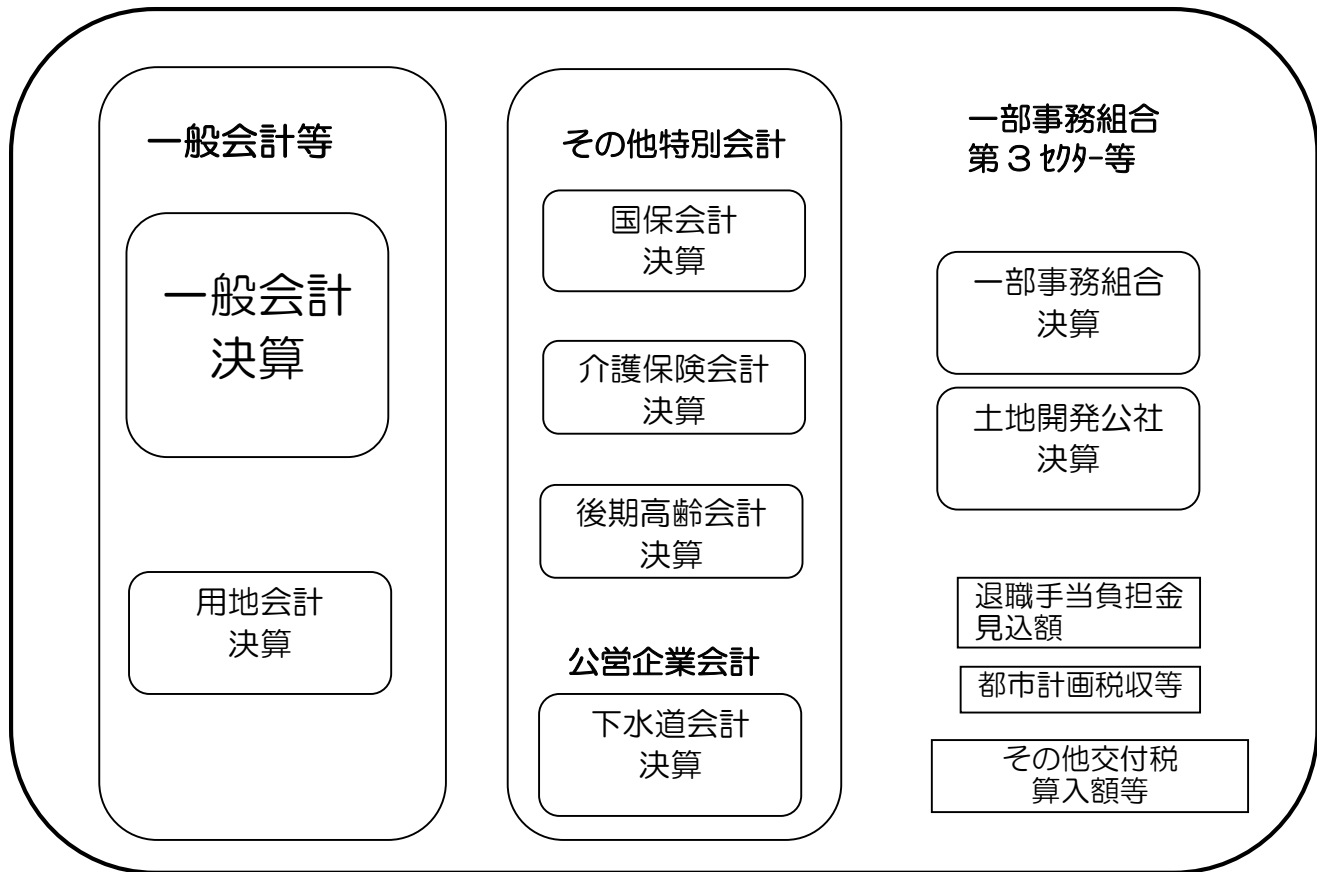 一般会計等
一般会計
決算
用地会計
決算
その他特別会計
国保会計
決算
介護保険会計
決算
後期高齢会計
決算
公営企業会計
下水道会計
決算
一部事務組合
第３ｾｸﾀｰ等
一部事務組合
決算
土地開発公社
決算
退職手当負担金
見込額
都市計画税収等
その他交付税
算入額等